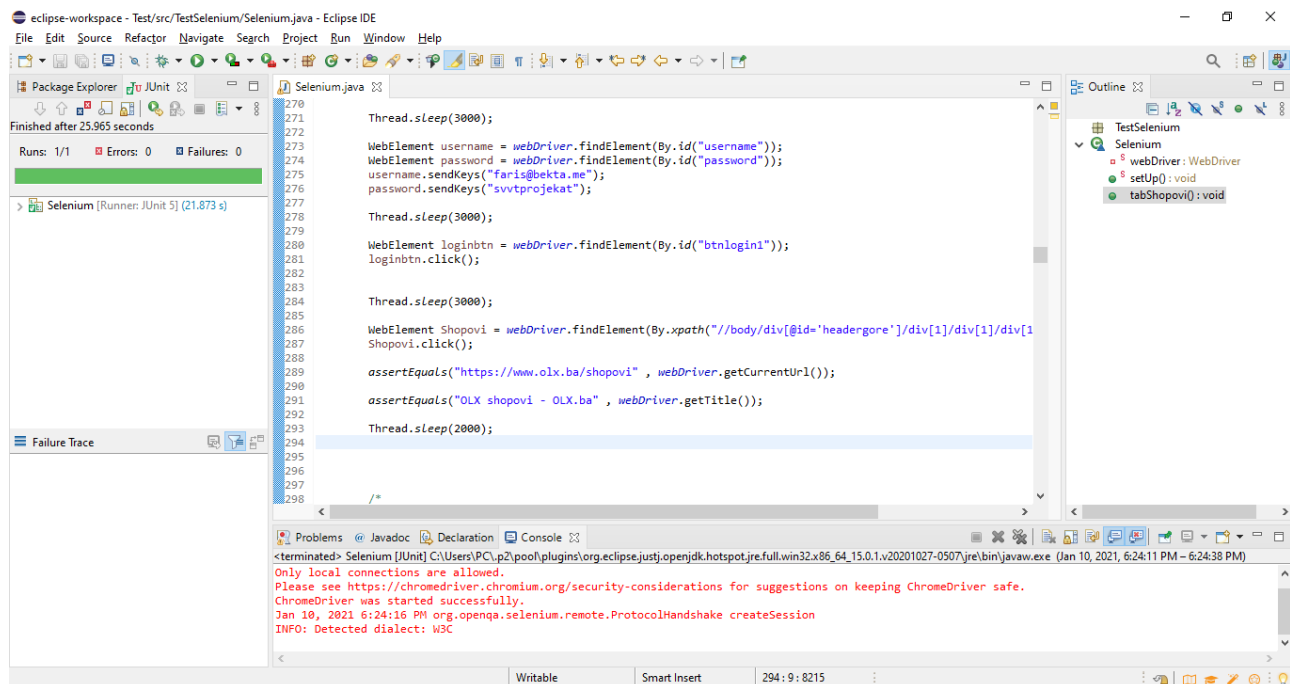 eclipse-workspace - Test/src/TestSelenium/Selenium.java - Eclipse IDE
File Edit Source Refactor Navigate Search Project Run Window Help
Package Explorer JUnit
Finished after 25.965 seconds
Runs: 1/1 Errors: 0 Failures: 0
Selenium [Runner: JUnit 5] (21.873 s)
Failure Trace
Selenium.java
270
271 Thread.sleep(3000);
272
273 WebElement username = webDriver.findElement(By.id("username"));
274 WebElement password = webDriver.findElement(By.id("password"));
275 username.sendKeys("faris@bekta.me");
276 password.sendKeys("svvtprojekat");
277
278 Thread.sleep(3000);
279
280 WebElement loginbtn = webDriver.findElement(By.id("btnlogin1"));
281 loginbtn.click();
282
283
284 Thread.sleep(3000);
285
286 WebElement Shopovi = webDriver.findElement(By.xpath("//body/div[@id='headergore']/div[1]/div[1]/div[1
287 Shopovi.click();
288
289 assertEquals("https://www.olx.ba/shopovi" , webDriver.getCurrentUrl());
290
291 assertEquals("OLX shopovi - OLX.ba" , webDriver.getTitle());
292
293 Thread.sleep(2000);
294
295
296
297
298 /*
Outline
TestSelenium
Selenium
S webDriver : WebDriver
S setUp() : void
tabShopovi() : void
Problems @ Javadoc Declaration Console
<terminated> Selenium [JUnit] C:\Users\PC\.p2\pool\plugins\org.eclipse.justj.openjdk.hotspot.jre.full.win32.x86_64_15.0.1.v20201027-0507\jre\bin\javaw.exe (Jan 10, 2021, 6:24:11 PM – 6:24:38 PM)
Only local connections are allowed.
Please see https://chromedriver.chromium.org/security-considerations for suggestions on keeping ChromeDriver safe.
ChromeDriver was started successfully.
Jan 10, 2021 6:24:16 PM org.openqa.selenium.remote.ProtocolHandshake createSession
INFO: Detected dialect: W3C
Writable Smart Insert 294 : 9 : 8215